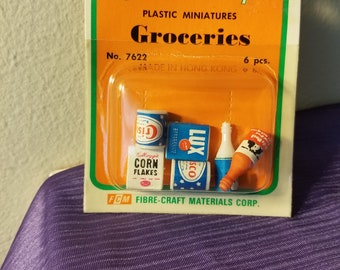 PLASTIC MINIATURES
Groceries
No. 7622
6 pcs.
MADE IN HONG KONG
LUX
Kellogg's
CORN
FLAKES
FCM FIBRE-CRAFT MATERIALS CORP.